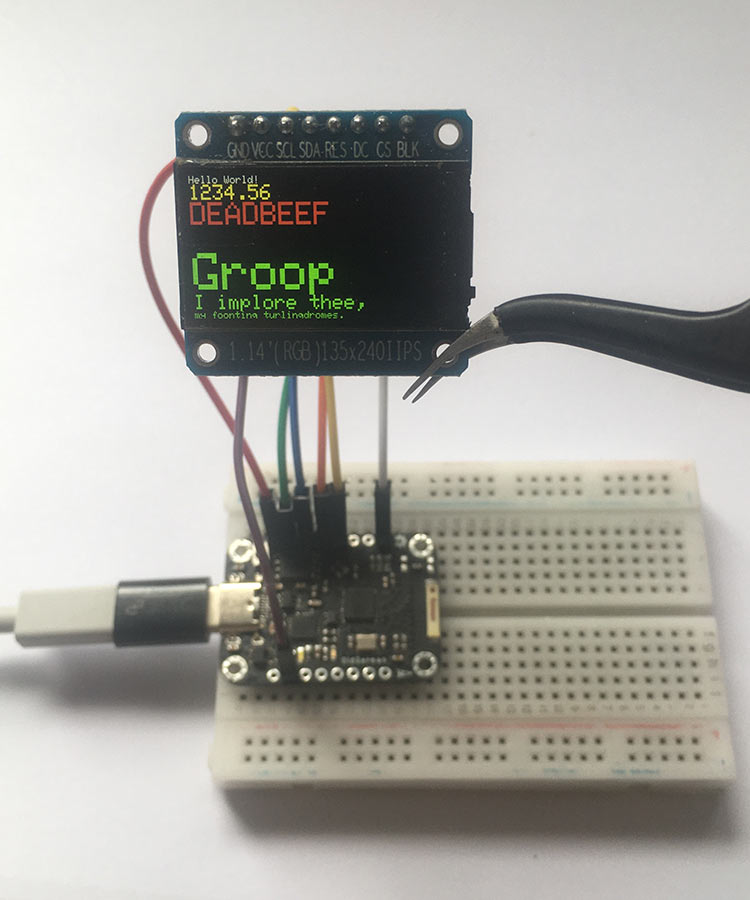 GND VCC SCL SDA RES DC CS BLK
Hello World!
1234.56
DEADBEEF
Groop
I implore thee,
my foonting turlingdromes.
1.14"(RGB)135x240IIPS